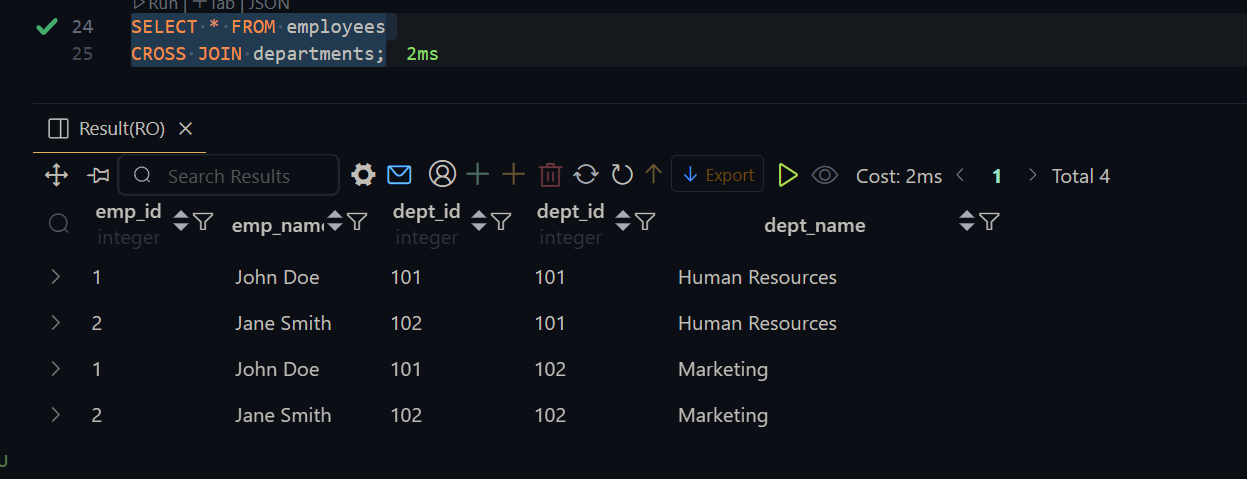 ▷Run | +Tab | JSON
24 SELECT * FROM employees
25 CROSS JOIN departments; 2ms
Result(RO)
Search Results Export Cost: 2ms 1 Total 4
emp_id emp_nam dept_id dept_id dept_name
integer integer integer
1 John Doe 101 101 Human Resources
2 Jane Smith 102 101 Human Resources
1 John Doe 101 102 Marketing
2 Jane Smith 102 102 Marketing
U